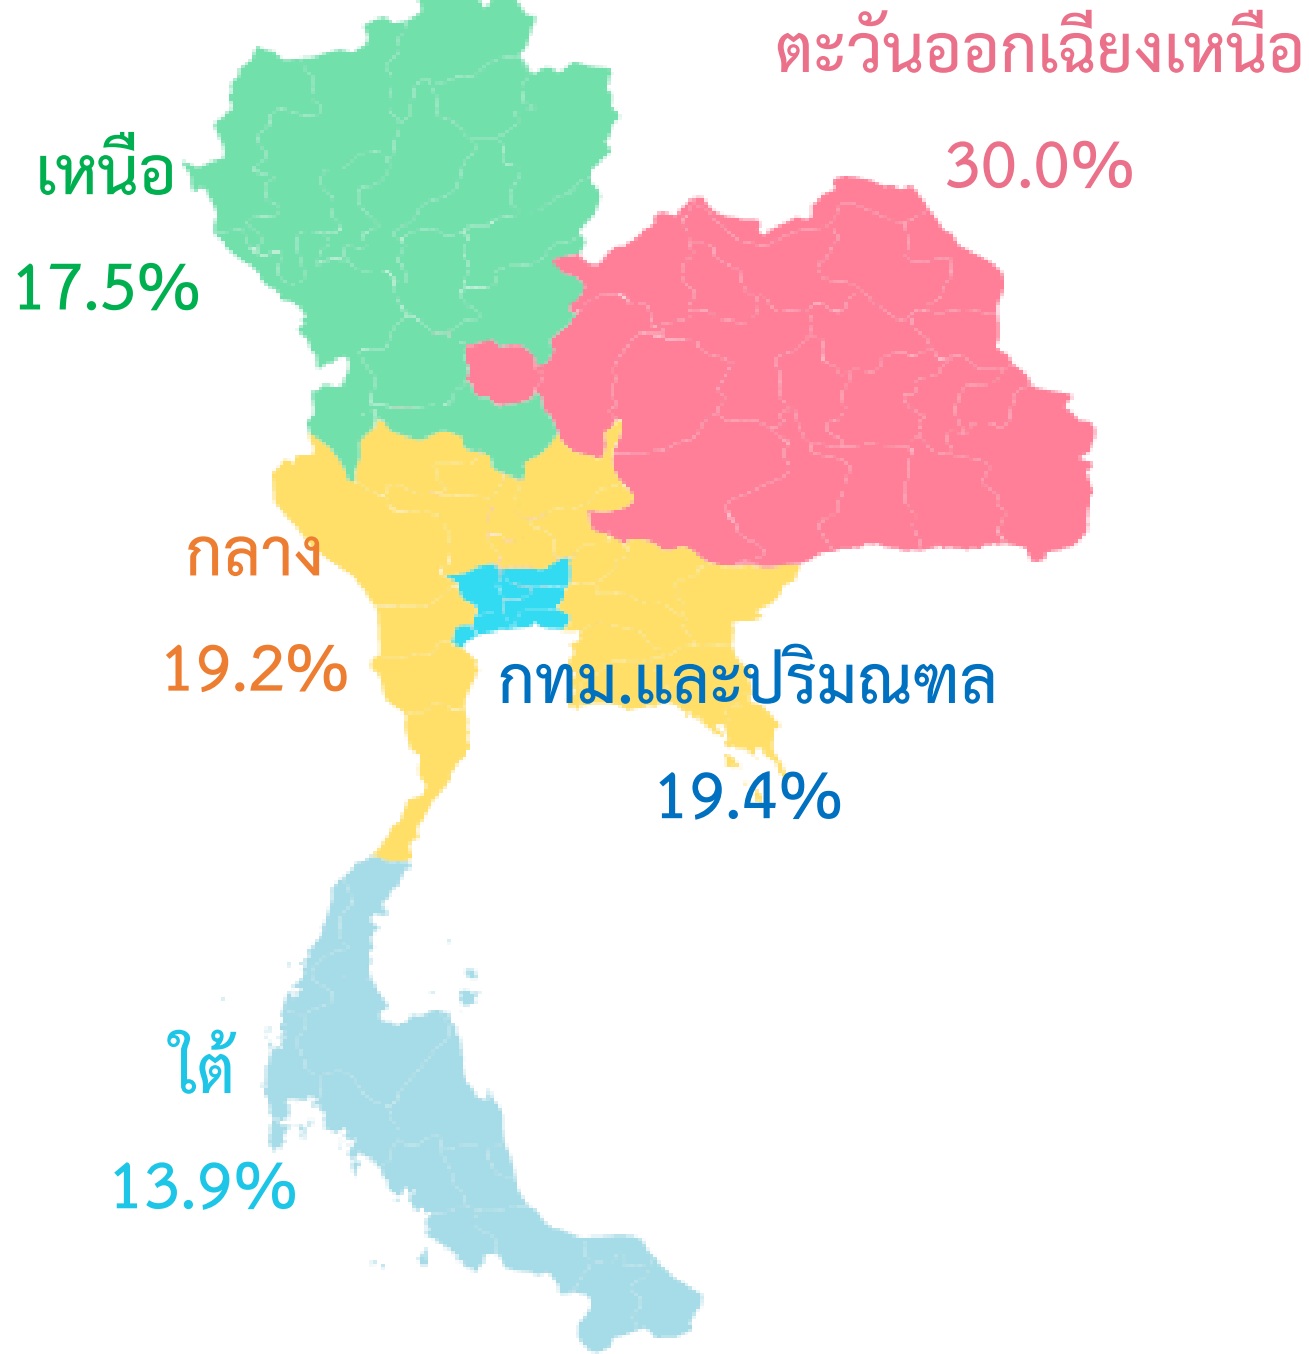 ตะวันออกเฉียงเหนือ
30.0%
เหนือ
17.5%
กลาง
19.2%
กทม.และปริมณฑล
19.4%
ใต้
13.9%